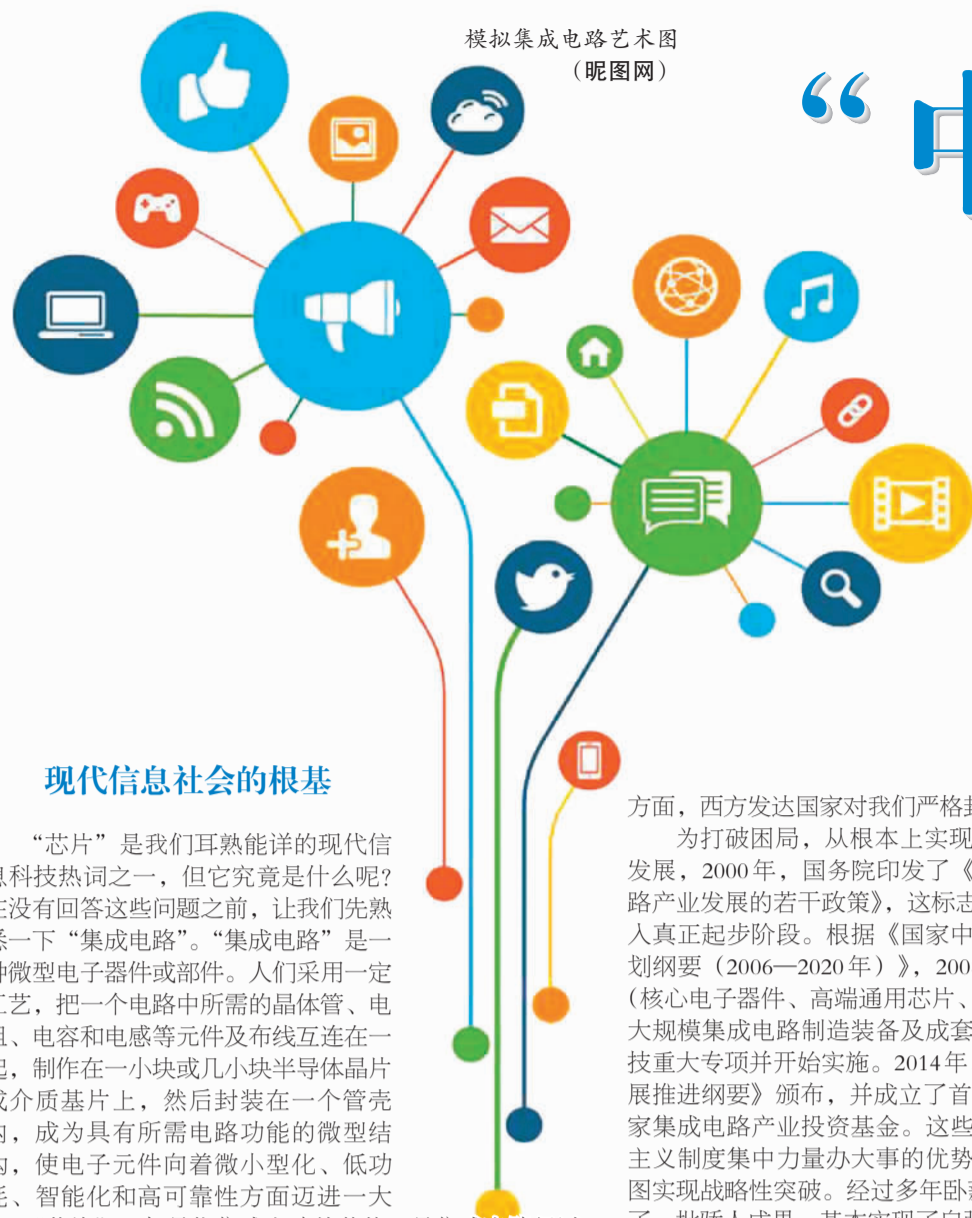 模拟集成电路艺术图
（昵图网）
“
现代信息社会的根基
“芯片”是我们耳熟能详的现代信
息科技热词之一，但它究竟是什么呢？
在没有回答这些问题之前，让我们先熟
悉一下“集成电路”。“集成电路”是一
种微型电子器件或部件。人们采用一定
工艺，把一个电路中所需的晶体管、电
阻、电容和电感等元件及布线互连在一
起，制作在一小块或几小块半导体晶片
或介质基片上，然后封装在一个管壳
内，成为具有所需电路功能的微型结
构，使电子元件向着微小型化、低功
耗、智能化和高可靠性方面迈进一大
方面，西方发达国家对我们严格封
为打破困局，从根本上实现
发展，2000年，国务院印发了《
路产业发展的若干政策》，这标志
入真正起步阶段。根据《国家中
划纲要（2006—2020年）》，200
(核心电子器件、高端通用芯片、
大规模集成电路制造装备及成套
技重大专项并开始实施。2014年
展推进纲要》颁布，并成立了首
家集成电路产业投资基金。这些
主义制度集中力量办大事的优势
图实现战略性突破。经过多年卧薪